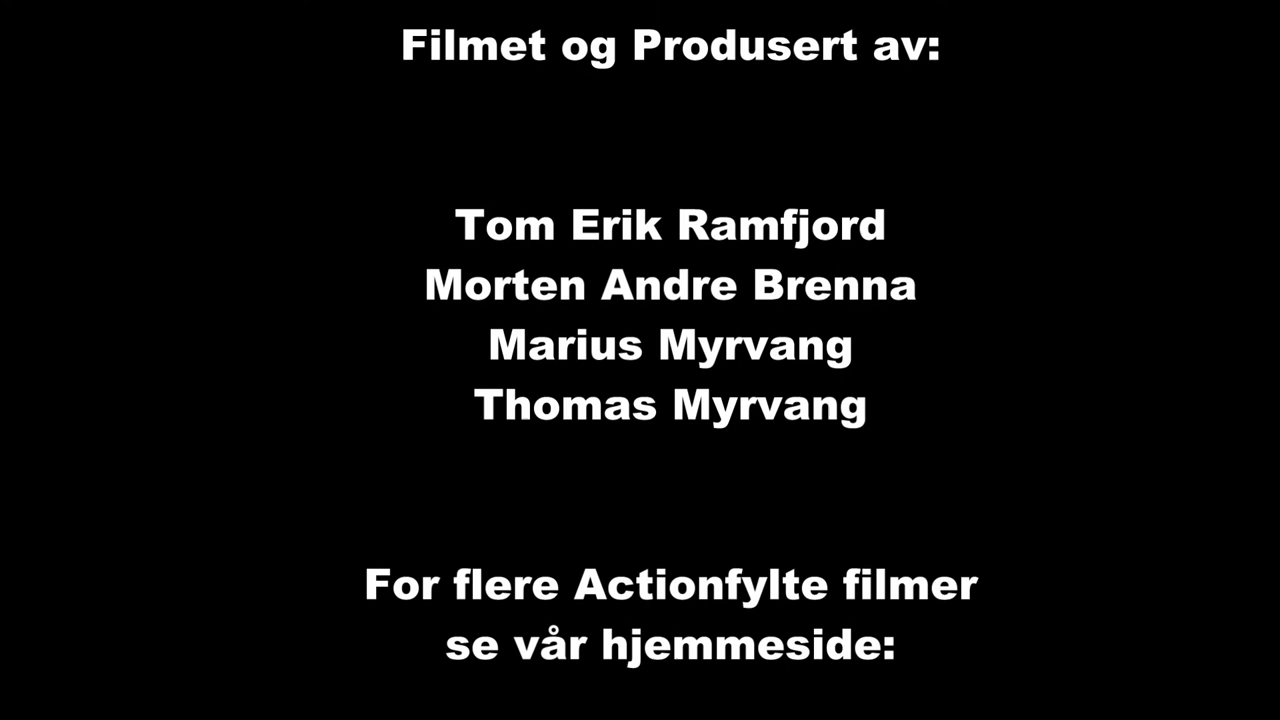 Filmet og Produsert av:
Tom Erik Ramfjord
Morten Andre Brenna
Marius Myrvang
Thomas Myrvang
For flere Actionfylte filmer
se vår hjemmeside: